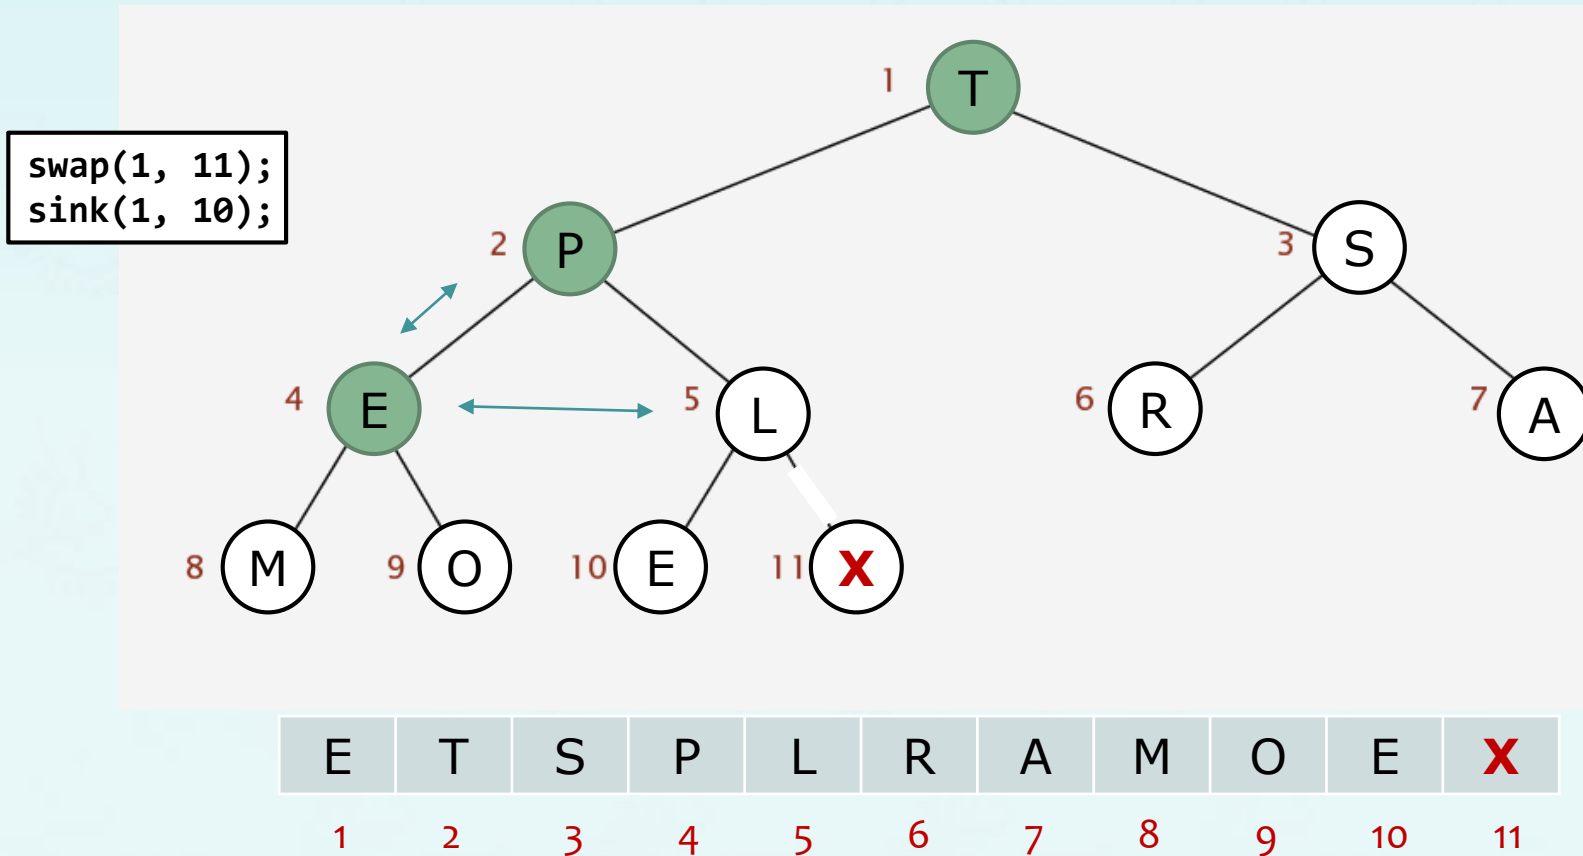 1 T
swap(1, 11);
sink(1, 10);
2 P 3 S
4 E 5 L 6 R 7 A
8 M 9 O 10 E 11 X
E T S P L R A M O E X
1 2 3 4 5 6 7 8 9 10 11